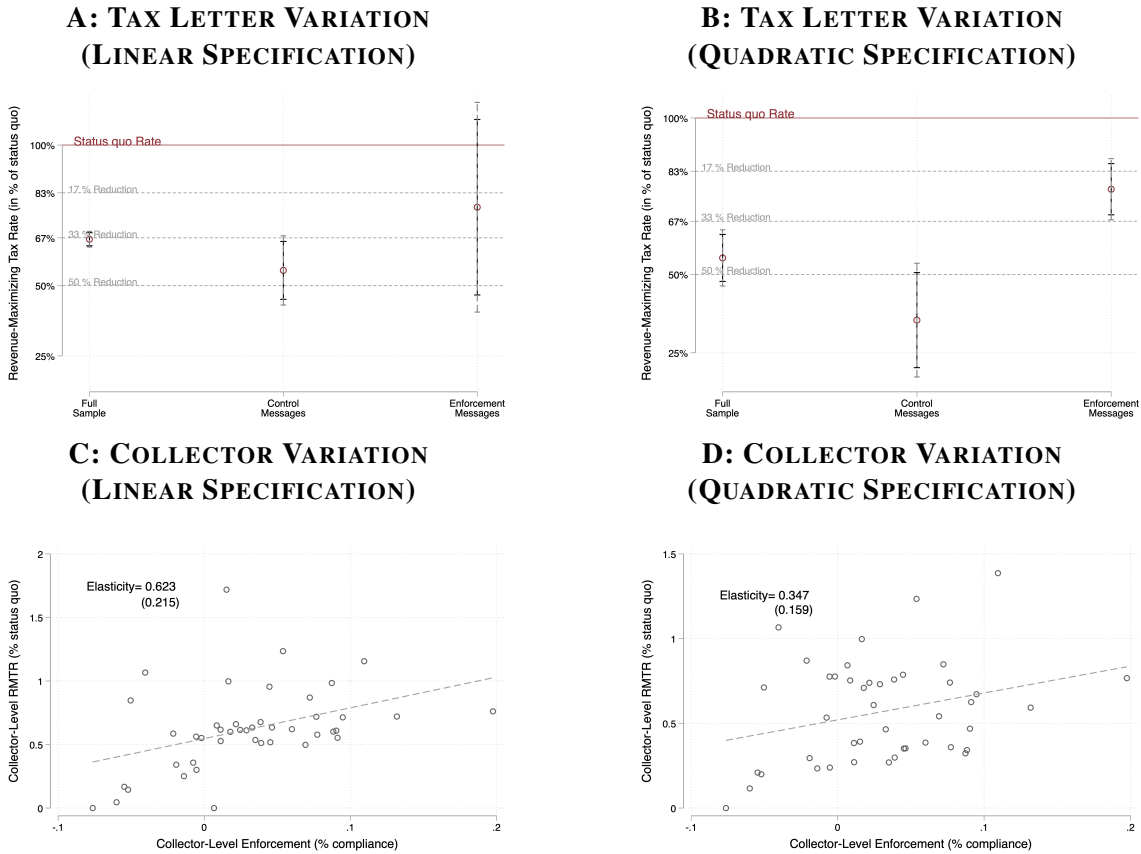 A: TAX LETTER VARIATION
(LINEAR SPECIFICATION)
Revenue-Maximizing Tax Rate (in % of status quo)
Status quo Rate
100%
17 % Reduction
83%
33 % Reduction
67%
50 % Reduction
50%
25%
Full
Sample
Control
Messages
Enforcement
Messages
B: TAX LETTER VARIATION
(QUADRATIC SPECIFICATION)
Revenue-Maximizing Tax Rate (in % of status quo)
Status quo Rate
100%
17 % Reduction
83%
33 % Reduction
67%
50 % Reduction
50%
25%
Full
Sample
Control
Messages
Enforcement
Messages
C: COLLECTOR VARIATION
(LINEAR SPECIFICATION)
Collector-Level RMTR (% status quo)
2
Elasticity= 0.623
(0.215)
1.5
1
0.5
0
-.1
0
.1
.2
Collector-Level Enforcement (% compliance)
D: COLLECTOR VARIATION
(QUADRATIC SPECIFICATION)
Collector-Level RMTR (% status quo)
1.5
Elasticity= 0.347
(0.159)
1
0.5
0
-.1
0
.1
.2
Collector-Level Enforcement (% compliance)